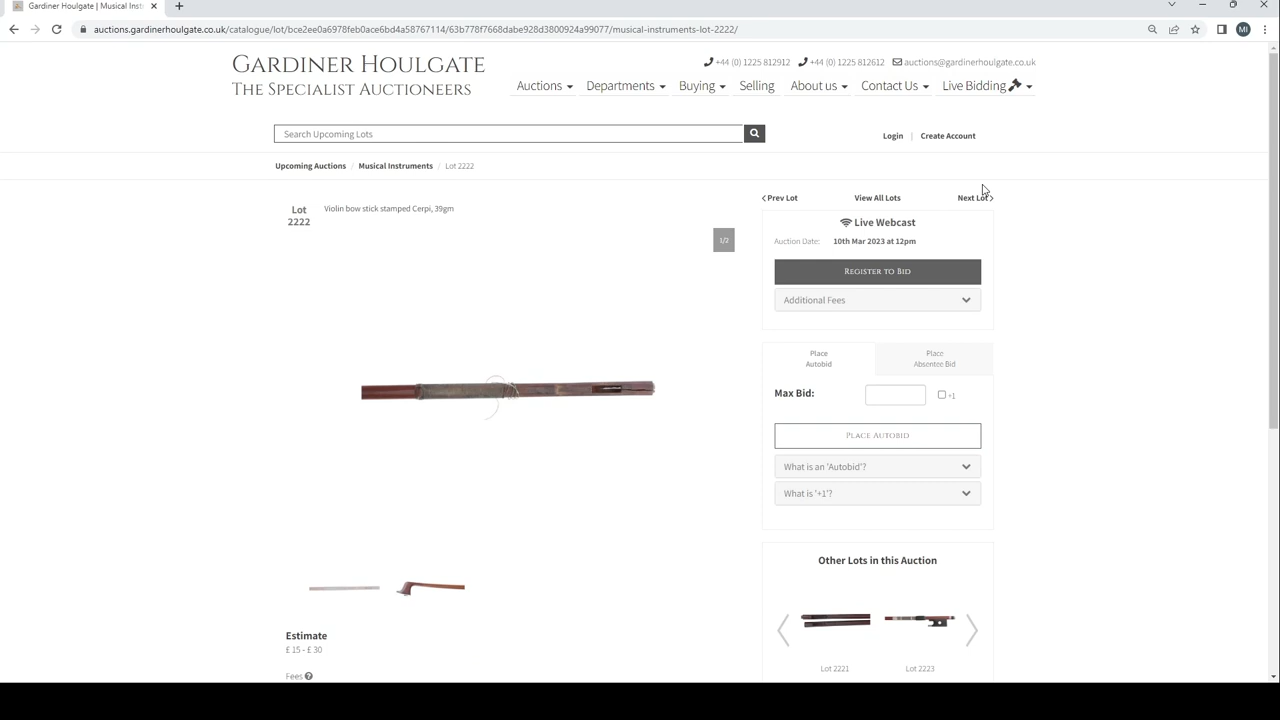 Gardiner Houlgate | Musical Inst
auctions.gardinerhoulgate.co.uk/catalogue/lot/bce2ee0a6978feb0ace6bd4a58767114/63b778f7668dabe928d3800924a99077/musical-instruments-lot-2222/
MI
GARDINER HOULGATE
THE SPECIALIST AUCTIONEERS
+44 (0) 1225 812912 +44 (0) 1225 812612 auctions@gardinerhoulgate.co.uk
Auctions Departments Buying Selling About us Contact Us Live Bidding
Search Upcoming Lots
Login | Create Account
Upcoming Auctions / Musical Instruments / Lot 2222
Lot
2222
Violin bow stick stamped Cerpi, 39gm
1/2
Prev Lot View All Lots Next Lot
Live Webcast
Auction Date: 10th Mar 2023 at 12pm
REGISTER TO BID
Additional Fees
Place
Autobid
Place
Absentee Bid
Max Bid: +1
PLACE AUTOBID
What is an 'Autobid'?
What is '+1'?
Other Lots in this Auction
Lot 2221 Lot 2223
Estimate
£ 15 - £ 30
Fees ?